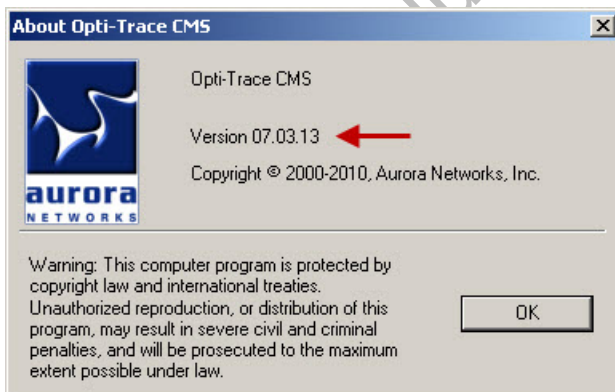 About Opti-Trace CMS
Opti-Trace CMS
Version 07.03.13
Copyright © 2000-2010, Aurora Networks, Inc.
aurora
NETWORKS
Warning: This computer program is protected by
copyright law and international treaties.
Unauthorized reproduction, or distribution of this
program, may result in severe civil and criminal
penalties, and will be prosecuted to the maximum
extent possible under law.
OK